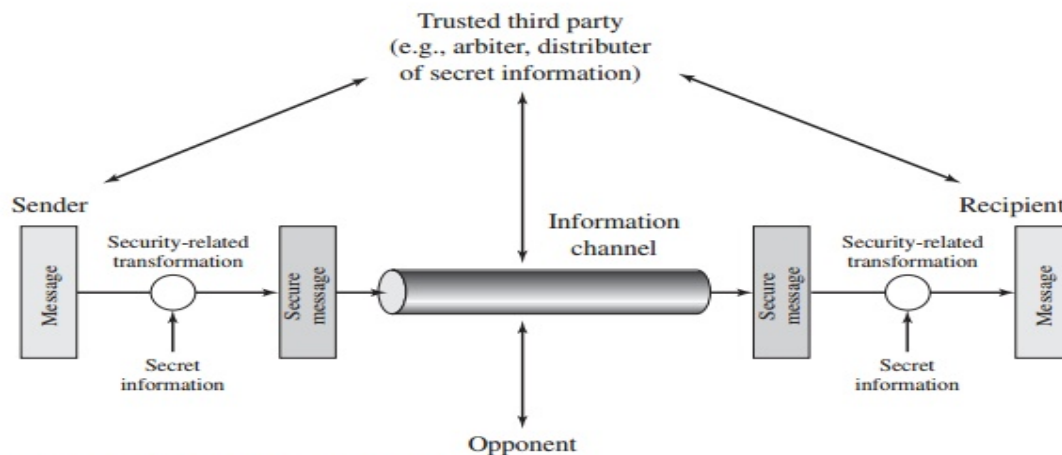 Trusted third party
(e.g., arbiter, distributer
of secret information)
Sender
Recipient
Information
channel
Message
Security-related
transformation
Secret
information
Secure
message
Secure
message
Security-related
transformation
Secret
information
Message
Opponent